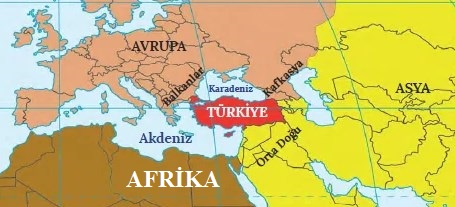 AVRUPA
Balkanlar
Karadeniz
Kafkasya
ASYA
TÜRKİYE
Akdeniz
Orta Doğu
AFRİKA